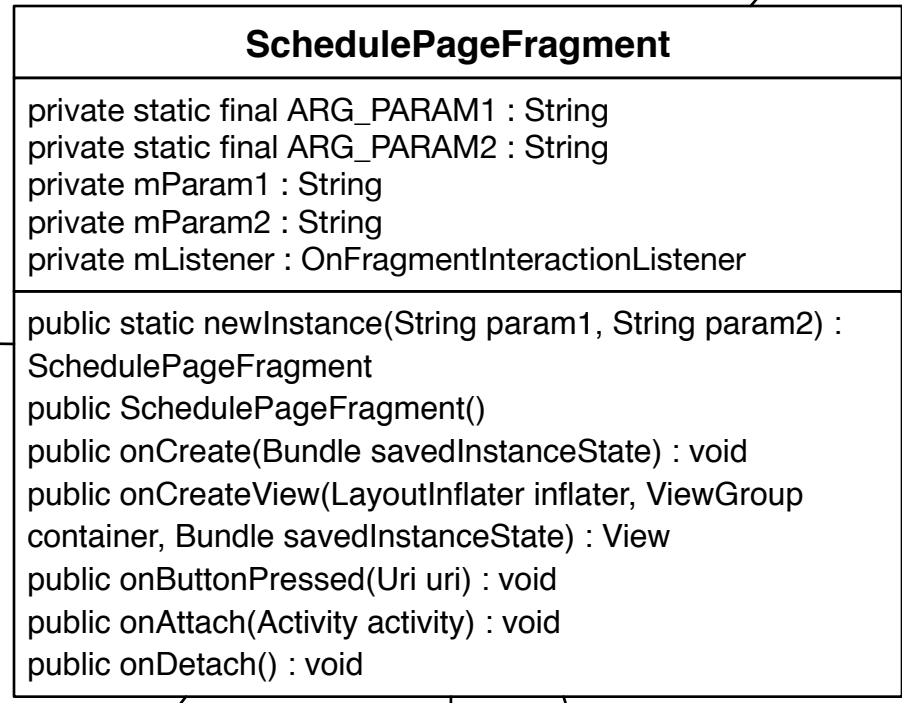 SchedulePageFragment
private static final ARG_PARAM1 : String
private static final ARG_PARAM2 : String
private mParam1 : String
private mParam2 : String
private mListener : OnFragmentInteractionListener
public static newInstance(String param1, String param2) :
SchedulePageFragment
public SchedulePageFragment()
public onCreate(Bundle savedInstanceState) : void
public onCreateView(LayoutInflater inflater, ViewGroup
container, Bundle savedInstanceState) : View
public onButtonPressed(Uri uri) : void
public onAttach(Activity activity) : void
public onDetach() : void